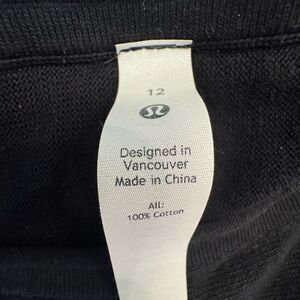 12
Designed in
Vancouver
Made in China
All:
100% Cotton